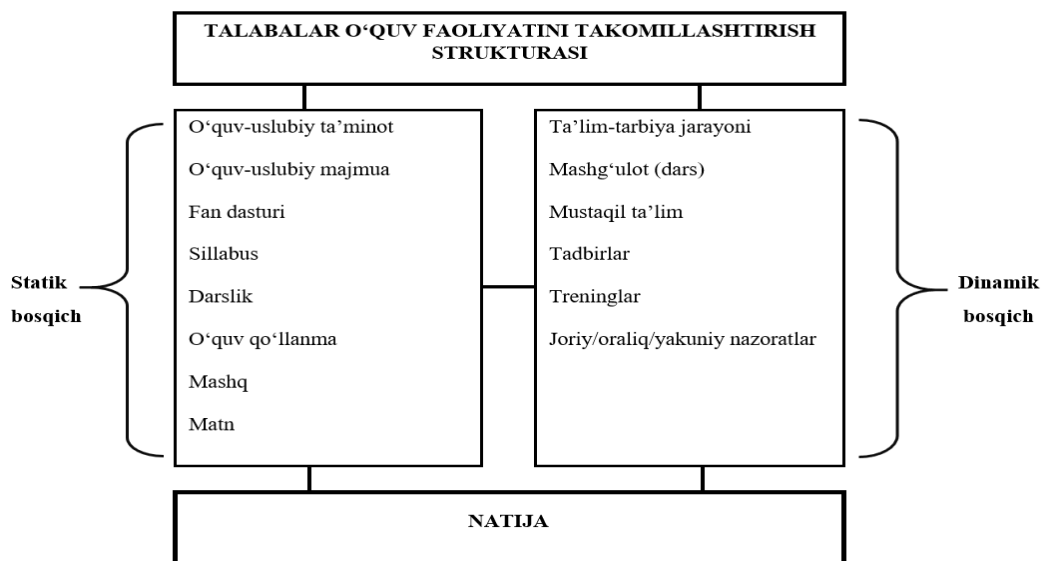 TALABALAR O‘QUV FAOLIYATINI TAKOMILLASHTIRISH
STRUKTURASI
Statik
bosqich
O‘quv-uslubiy ta’minot
O‘quv-uslubiy majmua
Fan dasturi
Sillabus
Darslik
O‘quv qo‘llanma
Mashq
Matn
Ta’lim-tarbiya jarayoni
Mashg‘ulot (dars)
Mustaqil ta’lim
Tadbirlar
Treninglar
Joriy/oraliq/yakuniy nazoratlar
Dinamik
bosqich
NATIJA